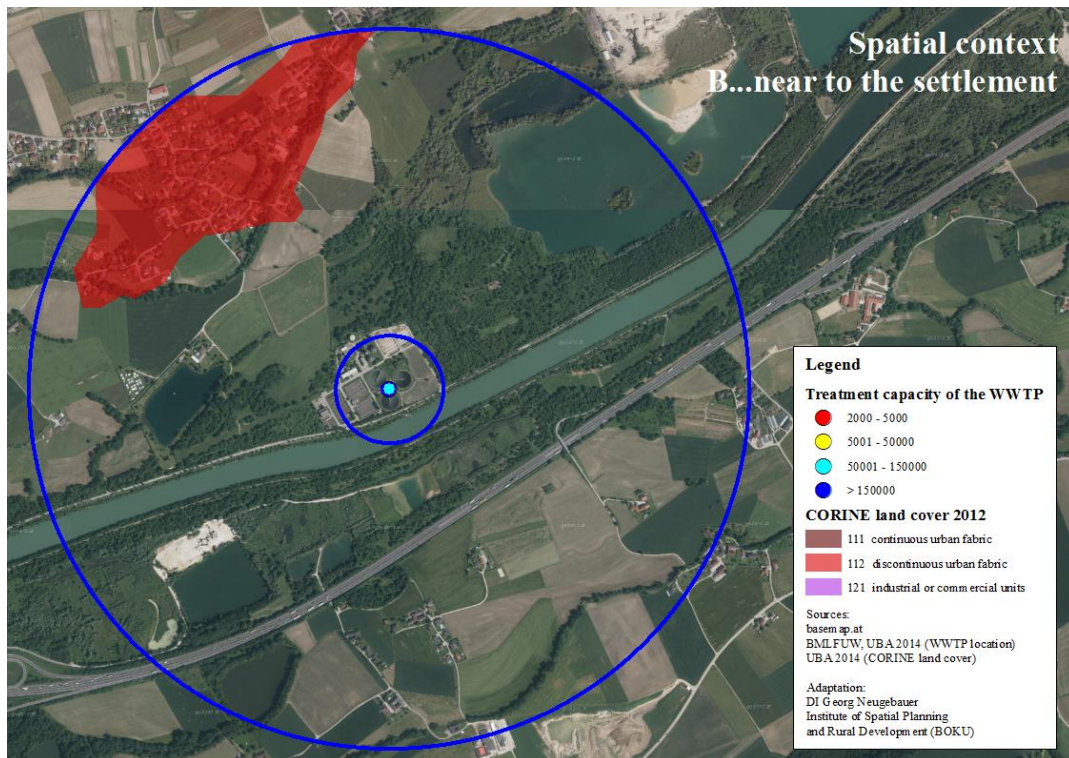 Spatial context
B...near to the settlement
Legend
Treatment capacity of the WWTP
2000 - 5000
5001 - 50000
50001 - 150000
> 150000
CORINE land cover 2012
111 continuous urban fabric
112 discontinuous urban fabric
121 industrial or commercial units
Sources:
basemap.at
BMLFUW, UBA 2014 (WWTP location)
UBA 2014 (CORINE land cover)
Adaptation:
DI Georg Neugebauer
Institute of Spatial Planning
and Rural Development (BOKU)